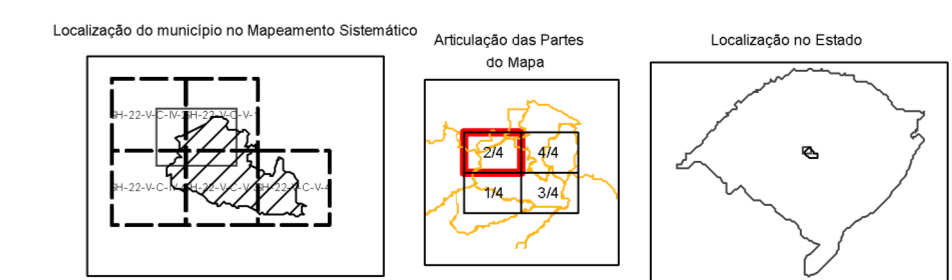 Localização do município no Mapeamento Sistemático
Articulação das Partes
do Mapa
Localização no Estado
2/4 4/4
1/4 3/4